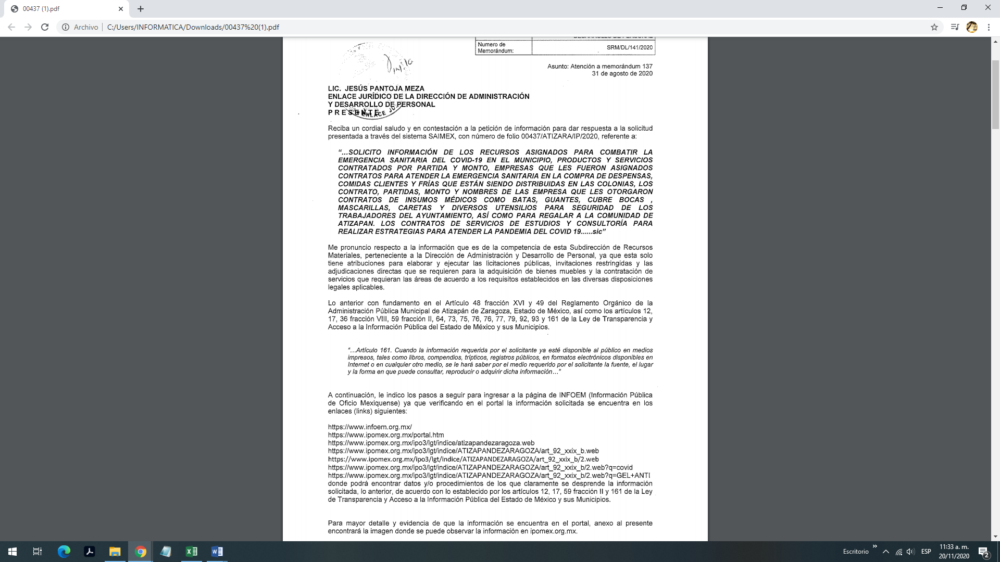 00437 (1).pdf
Archivo C:/Users/INFORMATICA/Downloads/00437%20(1).pdf
DESARROLLO DE PERSONAL
Numero de
Memorándum: SRM/DL/141/2020
Asunto: Atención a memorándum 137
31 de agosto de 2020
LIC. JESÚS PANTOJA MEZA
ENLACE JURÍDICO DE LA DIRECCIÓN DE ADMINISTRACIÓN
Y DESARROLLO DE PERSONAL
P R E S E N T E
ENLACE JU
Reciba un cordial saludo y en contestación a la petición de información para dar respuesta a la solicitud
presentada a través del sistema SAIMEX, con número de folio 00437/ATIZARA/IP/2020, referente a:
“...SOLICITO INFORMACIÓN DE LOS RECURSOS ASIGNADOS PARA COMBATIR LA
EMERGENCIA SANITARIA DEL COVID-19 EN EL MUNICIPIO, PRODUCTOS Y SERVICIOS
CONTRATADOS POR PARTIDA Y MONTO, EMPRESAS QUE LES FUERON ASIGNADOS
CONTRATOS PARA ATENDER LA EMERGENCIA SANITARIA EN LA COMPRA DE DESPENSAS,
COMIDAS CLIENTES Y FRÍAS QUE ESTÁN SIENDO DISTRIBUIDAS EN LAS COLONIAS, LOS
CONTRATO, PARTIDAS, MONTO Y NOMBRES DE LAS EMPRESA QUE LES OTORGARON
CONTRATOS DE INSUMOS MÉDICOS COMO BATAS, GUANTES, CUBRE BOCAS ,
MASCARILLAS, CARETAS Y DIVERSOS UTENSILIOS PARA SEGURIDAD DE LOS
TRABAJADORES DEL AYUNTAMIENTO, ASÍ COMO PARA REGALAR A LA COMUNIDAD DE
ATIZAPAN. LOS CONTRATOS DE SERVICIOS DE ESTUDIOS Y CONSULTORÍA PARA
REALIZAR ESTRATEGIAS PARA ATENDER LA PANDEMIA DEL COVID 19......sic”
Me pronuncio respecto a la información que es de la competencia de esta Subdirección de Recursos
Materiales, perteneciente a la Dirección de Administración y Desarrollo de Personal, ya que esta solo
tiene atribuciones para elaborar y ejecutar las licitaciones públicas, invitaciones restringidas y las
adjudicaciones directas que se requieren para la adquisición de bienes muebles y la contratación de
servicios que requieran las áreas de acuerdo a los requisitos establecidos en las diversas disposiciones
legales aplicables.
Lo anterior con fundamento en el Artículo 48 fracción XVI y 49 del Reglamento Orgánico de la
Administración Pública Municipal de Atizapán de Zaragoza, Estado de México, así como los artículos 12,
17, 36 fracción VIII, 59 fracción II, 64, 73, 75, 76, 76, 77, 79, 92, 93 y 161 de la Ley de Transparencia y
Acceso a la Información Pública del Estado de México y sus Municipios.
“...Artículo 161. Cuando la información requerida por el solicitante ya esté disponible al público en medios
impresos, tales como libros, compendios, trípticos, registros públicos, en formatos electrónicos disponibles en
Internet o en cualquier otro medio, se le hará saber por el medio requerido por el solicitante la fuente, el lugar
y la forma en que puede consultar, reproducir o adquirir dicha información...”
A continuación, le indico los pasos a seguir para ingresar a la página de INFOEM (Información Pública
de Oficio Mexiquense) ya que verificando en el portal la información solicitada se encuentra en los
enlaces (links) siguientes:
https://www.infoem.org.mx/
https://www.ipomex.org.mx/portal.htm
https://www.ipomex.org.mx/ipo3/lgt/indice/atizapandezaragoza.web
https://www.ipomex.org.mx/ipo3/lgt/indice/ATIZAPANDEZARAGOZA/art_92_xxix_b.web
https://www.ipomex.org.mx/ipo3/lgt/indice/ATIZAPANDEZARAGOZA/art_92_xxix_b/2.web
https://www.ipomex.org.mx/ipo3/lgt/indice/ATIZAPANDEZARAGOZA/art_92_xxix_b/2.web?q=covid
https://www.ipomex.org.mx/ipo3/lgt/indice/ATIZAPANDEZARAGOZA/art_92_xxix_b/2.web?q=GEL+ANTI
donde podrá encontrar datos y/o procedimientos de los que claramente se desprende la información
solicitada, lo anterior, de acuerdo con lo establecido por los artículos 12, 17, 59 fracción II y 161 de la Ley
de Transparencia y Acceso a la Información Pública del Estado de México y sus Municipios.
Para mayor detalle y evidencia de que la información se encuentra en el portal, anexo al presente
encontrará la imagen donde se puede observar la información en ipomex.org.mx.
Escritorio ESP 11:33 a. m.
20/11/2020
2